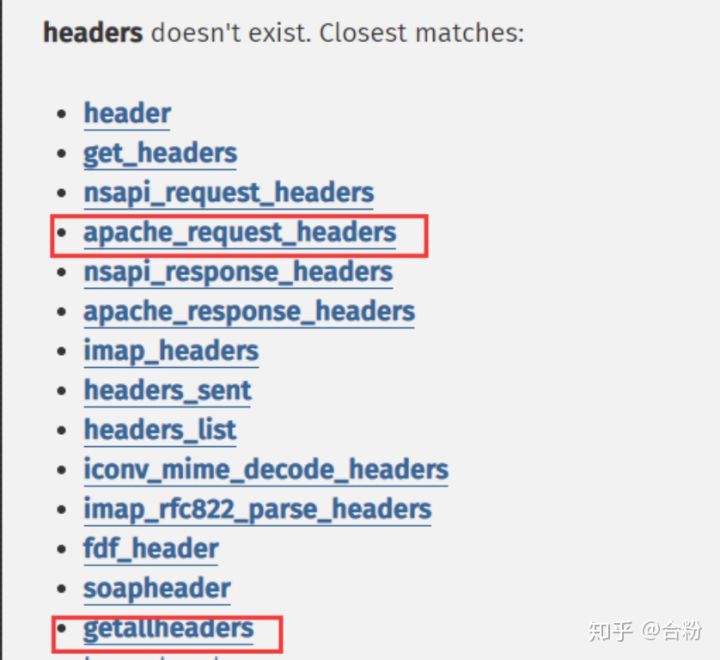 headers doesn't exist. Closest matches:
header
get_headers
nsapi_request_headers
apache_request_headers
nsapi_response_headers
apache_response_headers
imap_headers
headers_sent
headers_list
iconv_mime_decode_headers
imap_rfc822_parse_headers
fdf_header
soapheader
getallheaders
知乎 @合粉